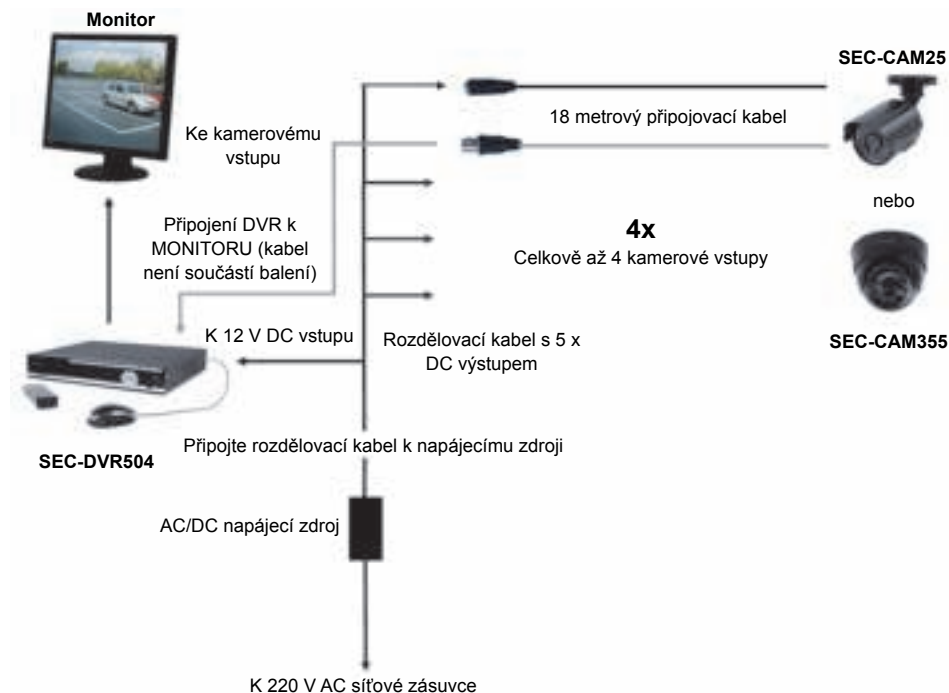 Monitor
SEC-CAM25
18 metrový připojovací kabel
Ke kamerovému
vstupu
nebo
Připojení DVR k
MONITORU (kabel
není součástí balení)
4x
Celkově až 4 kamerové vstupy
K 12 V DC vstupu
Rozdělovací kabel s 5 x
DC výstupem
SEC-CAM355
SEC-DVR504
Připojte rozdělovací kabel k napájecímu zdroji
AC/DC napájecí zdroj
K 220 V AC síťové zásuvce